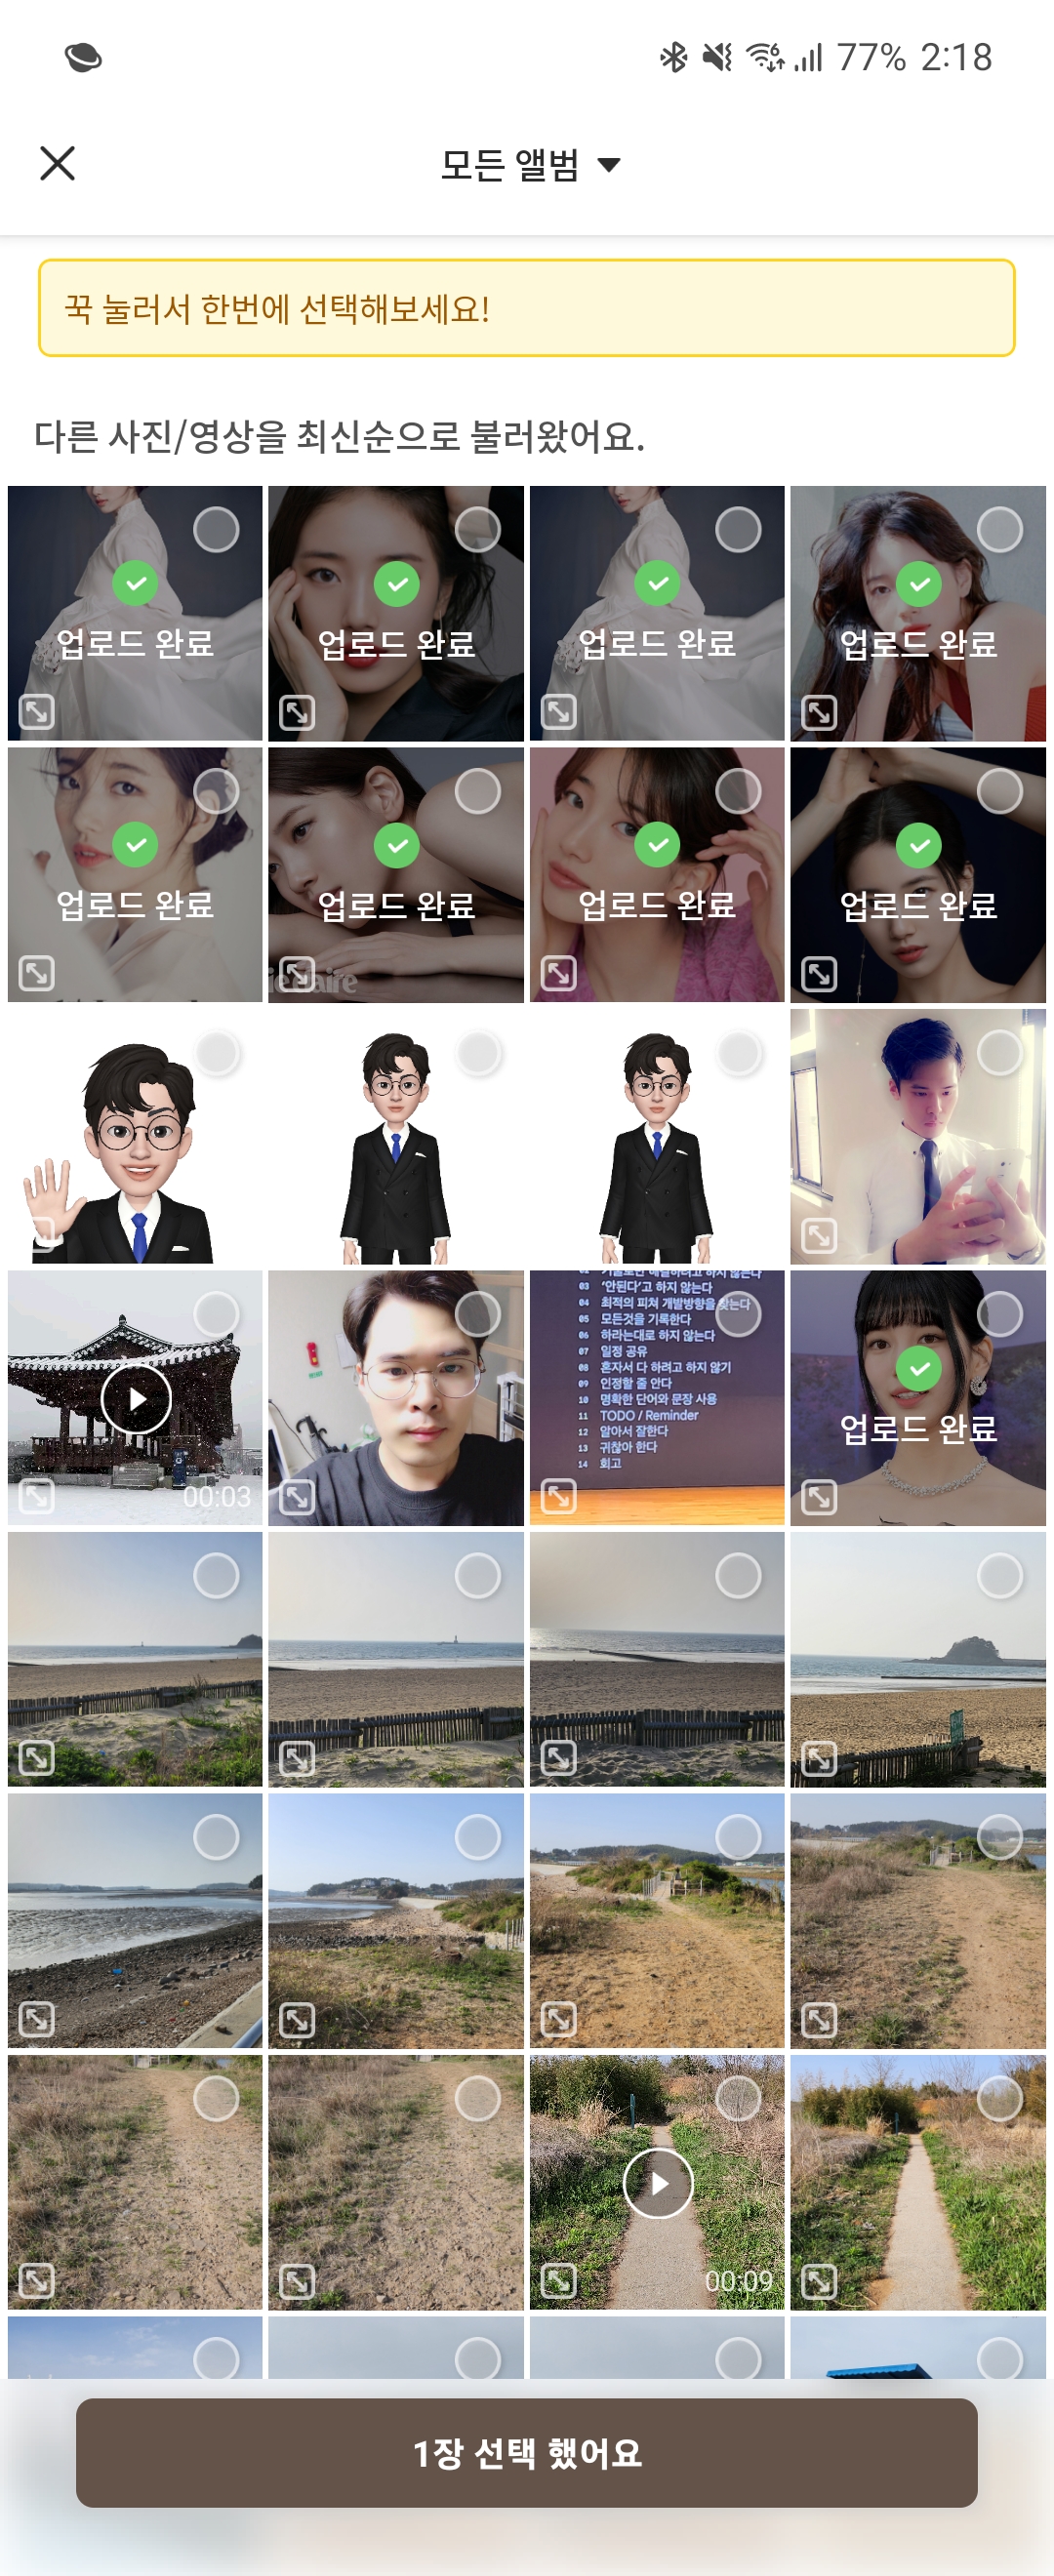 77% 2:18
모든 앨범
꾹 눌러서 한번에 선택해보세요!
다른 사진/영상을 최신순으로 불러왔어요.
업로드 완료
업로드 완료
업로드 완료
업로드 완료
업로드 완료
업로드 완료
업로드 완료
업로드 완료
00:03
03 '안된다'고 하지 않는다
04 최적의 피쳐 개발방향을 찾는다
05 모든것을 기록한다
06 하라는대로 하지 않는다
07 일정 공유
08 혼자서 다 하려고 하지 않기
09 인정할 줄 안다
10 명확한 단어와 문장 사용
11 TODO / Reminder
12 알아서 잘한다
13 귀찮아 한다
14 회고
업로드 완료
00:09
1장 선택 했어요